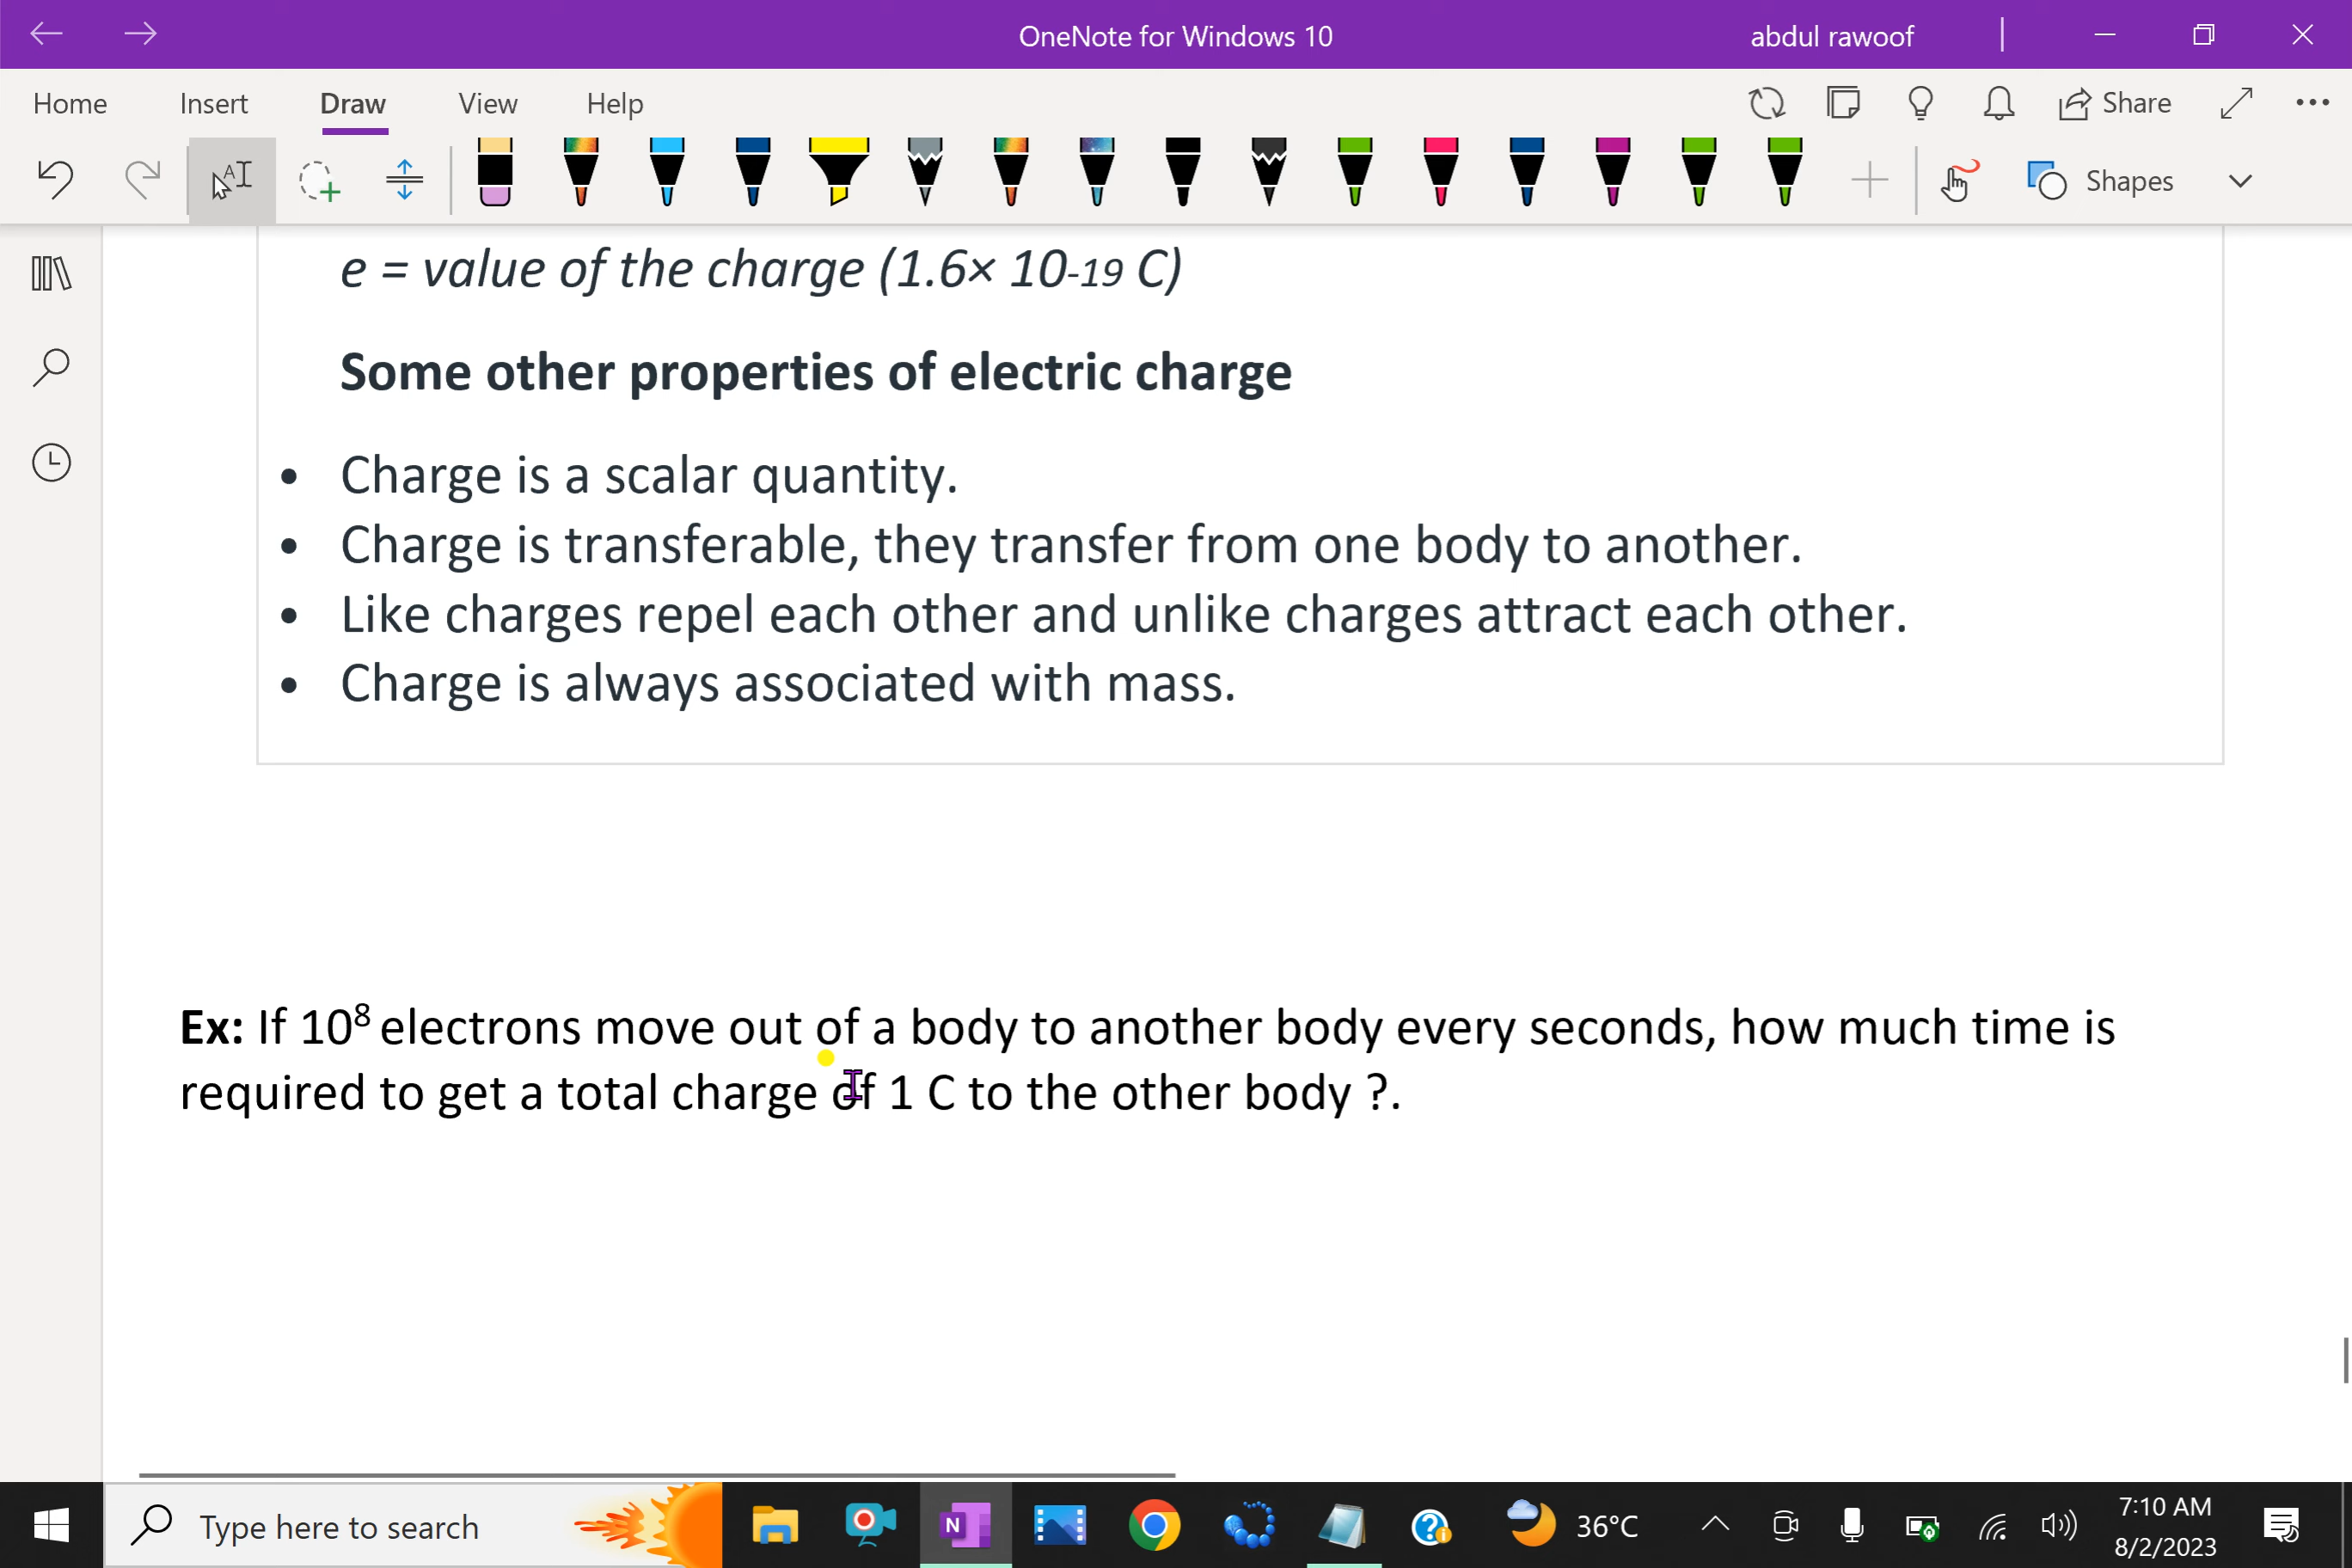 OneNote for Windows 10
abdul rawoof
Home Insert Draw View Help
Share
Shapes
e = value of the charge (1.6× 10-19 C)
Some other properties of electric charge
• Charge is a scalar quantity.
• Charge is transferable, they transfer from one body to another.
• Like charges repel each other and unlike charges attract each other.
• Charge is always associated with mass.
Ex: If 10⁸ electrons move out of a body to another body every seconds, how much time is
required to get a total charge of 1 C to the other body ?.
Type here to search
36°C
7:10 AM
8/2/2023